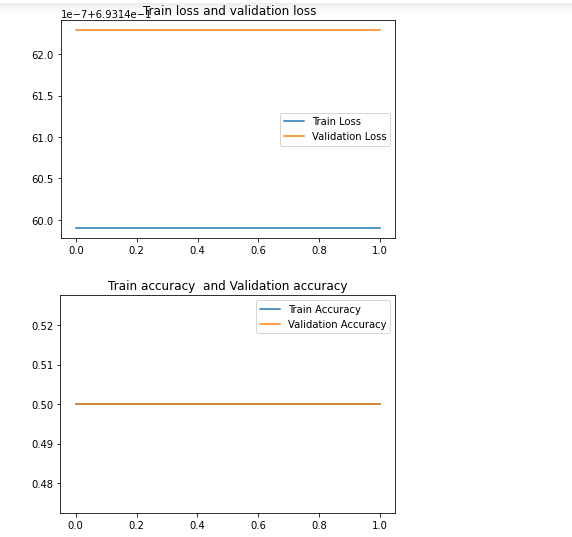 1e−7+6.9314e−1
Train loss and validation loss
62.0
61.5
61.0
60.5
60.0
Train Loss
Validation Loss
0.0 0.2 0.4 0.6 0.8 1.0
Train accuracy  and Validation accuracy
0.52
0.51
0.50
0.49
0.48
Train Accuracy
Validation Accuracy
0.0 0.2 0.4 0.6 0.8 1.0